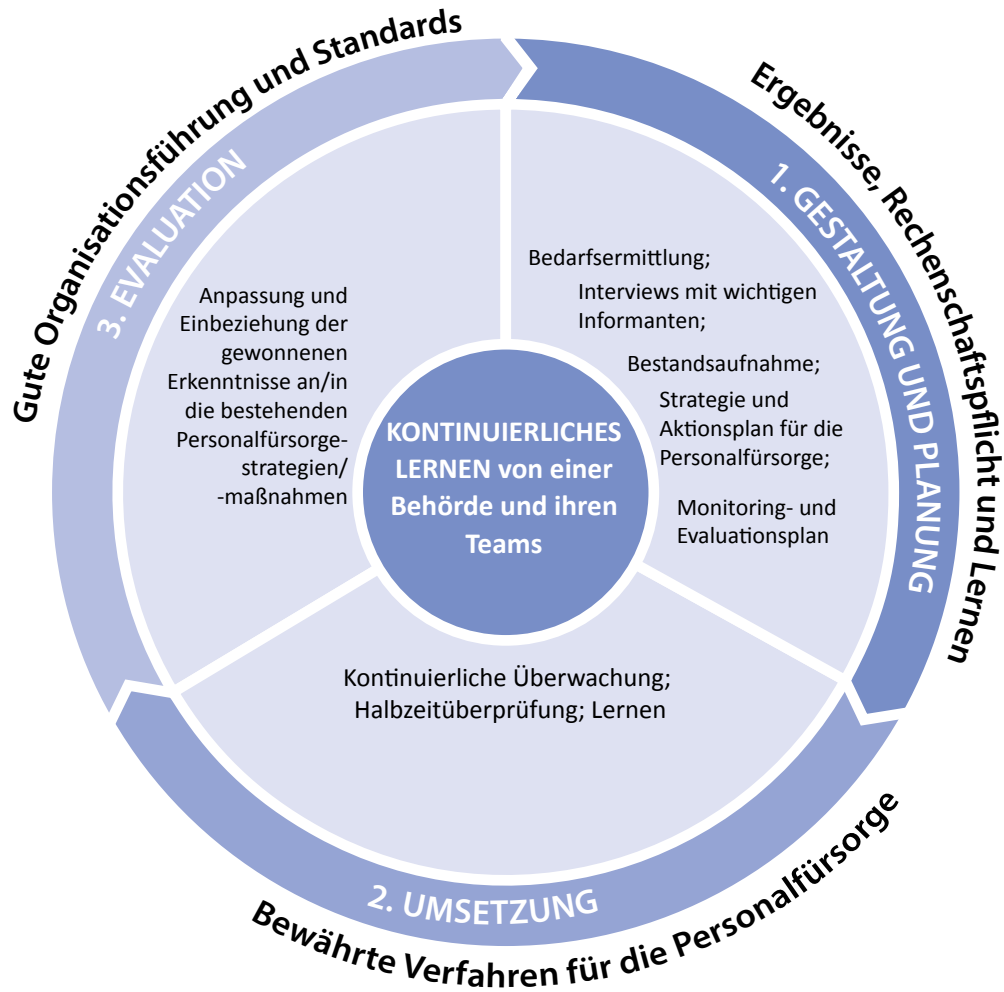 Gute Organisationsführung und Standards
Ergebnisse, Rechenschaftspflicht und Lernen
Bewährte Verfahren für die Personalfürsorge
1. GESTALTUNG UND PLANUNG
Bedarfsermittlung;
Interviews mit wichtigen
Informanten;
Bestandsaufnahme;
Strategie und
Aktionsplan für die
Personalfürsorge;
Monitoring- und
Evaluationsplan
2. UMSETZUNG
Kontinuierliche Überwachung;
Halbzeitüberprüfung; Lernen
3. EVALUATION
Anpassung und
Einbeziehung der
gewonnenen
Erkenntnisse an/in
die bestehenden
Personalfürsorge-
strategien/
-maßnahmen
KONTINUIERLICHES
LERNEN von einer
Behörde und ihren
Teams